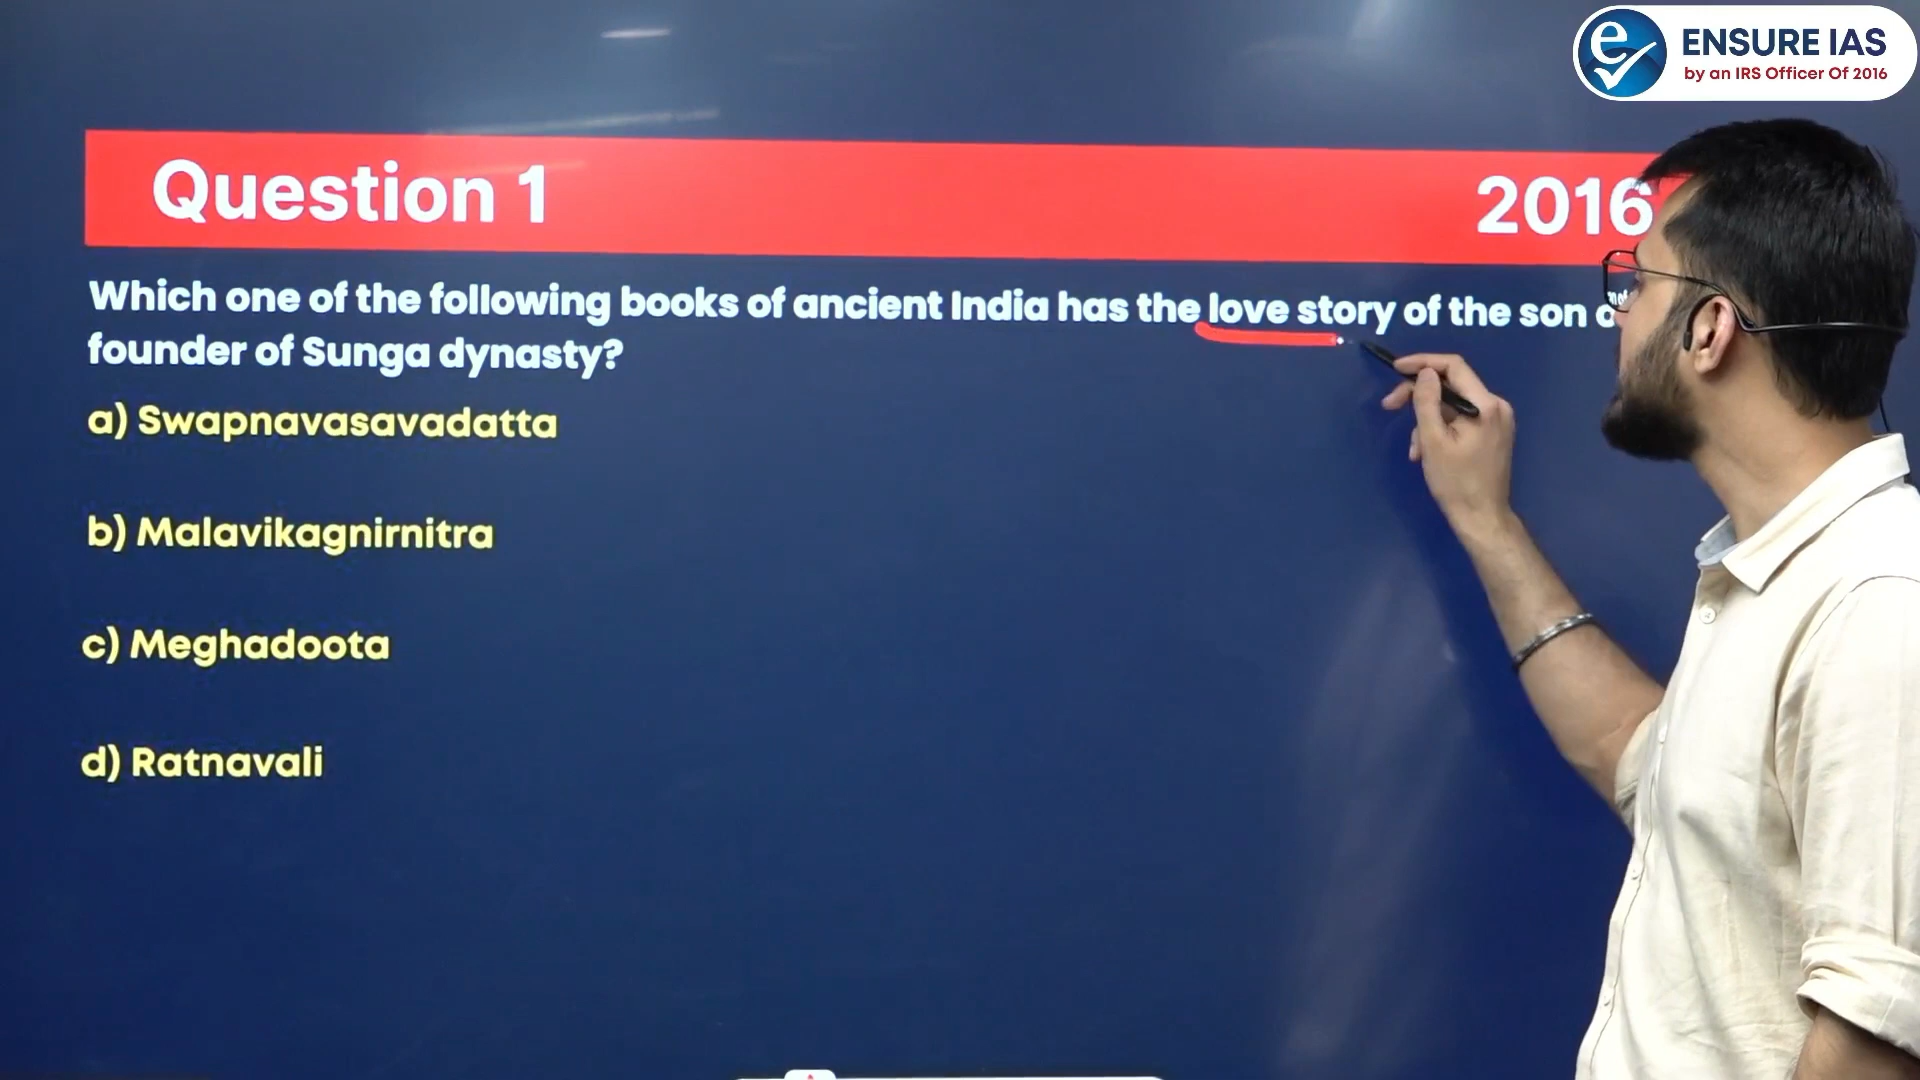 ENSURE IAS
by an IRS Officer Of 2016
Question 1
2016
Which one of the following books of ancient India has the love story of the son
founder of Sunga dynasty?
a) Swapnavasavadatta
b) Malavikagnirnitra
c) Meghadoota
d) Ratnavali